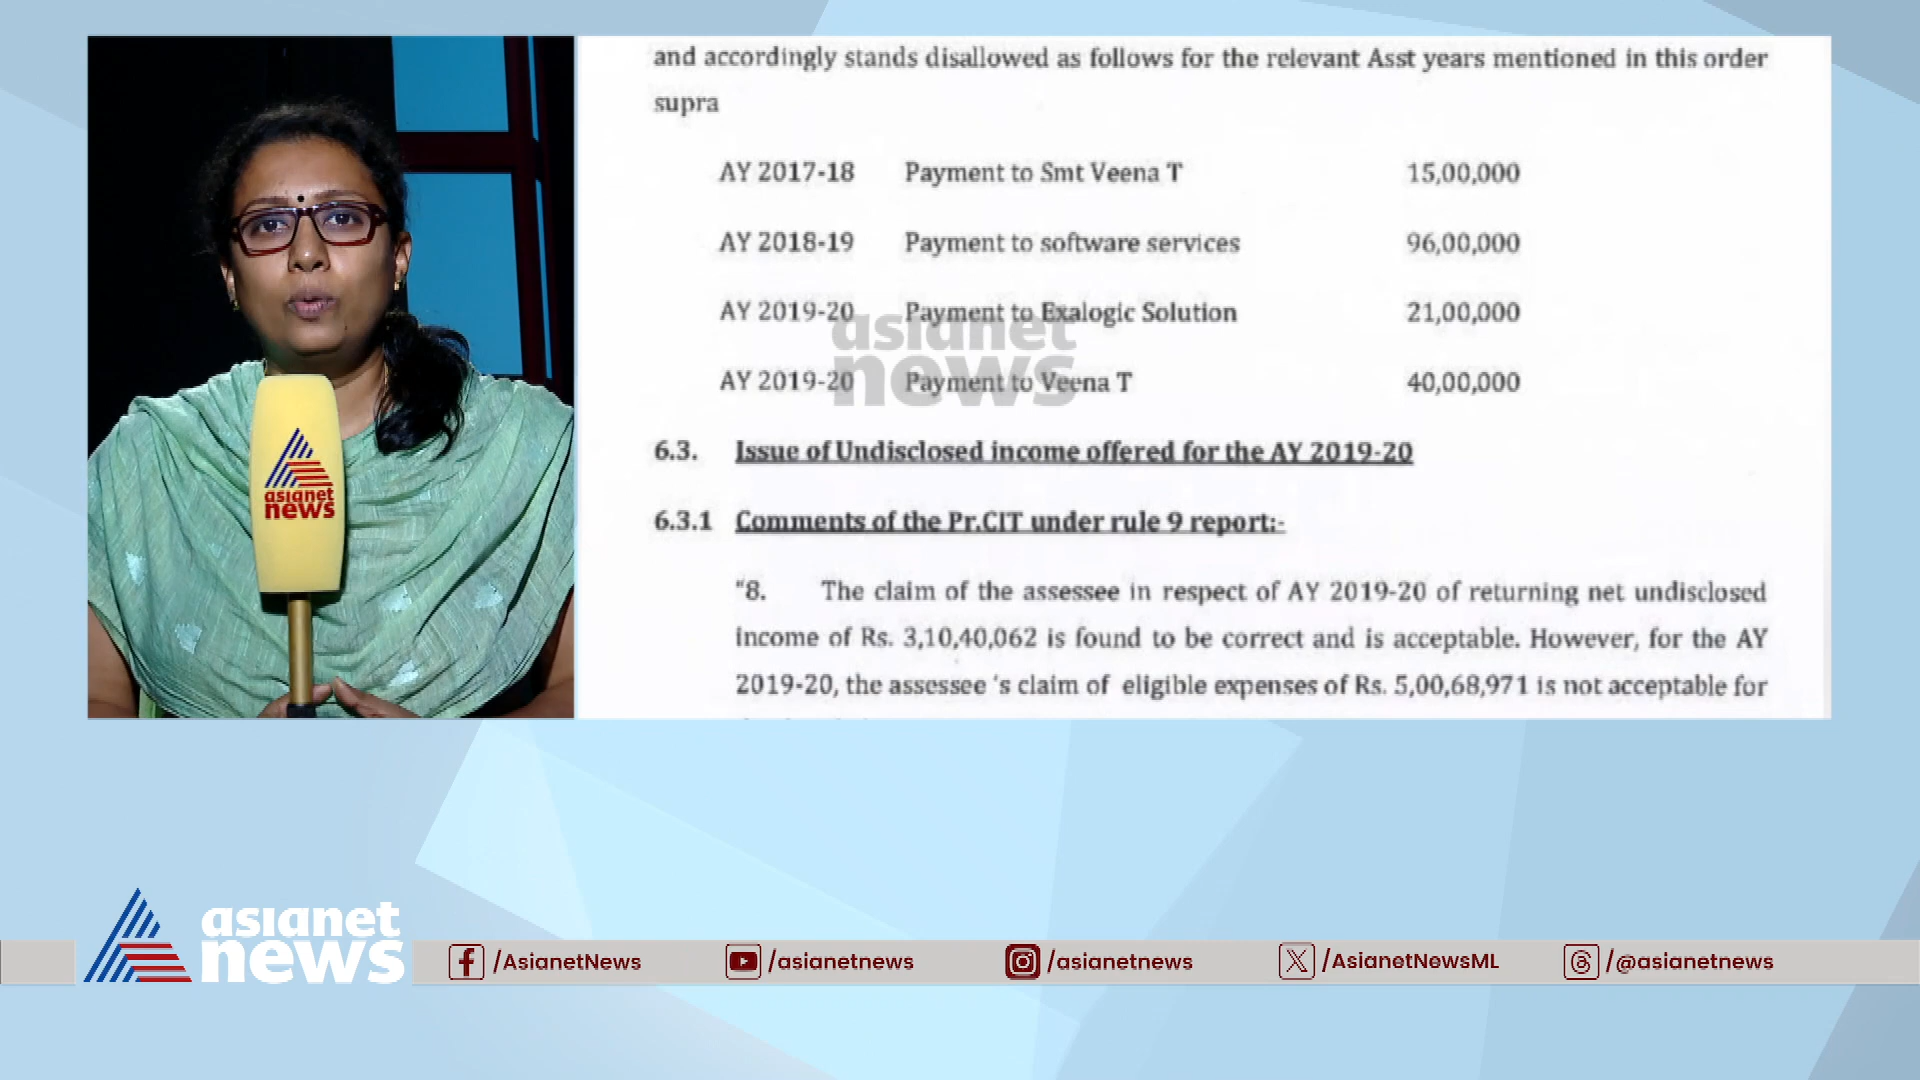 and accordingly stands disallowed as follows for the relevant Asst years mentioned in this order
supra
AY 2017-18 Payment to Smt Veena T 15,00,000
AY 2018-19 Payment to software services 96,00,000
AY 2019-20 Payment to Exalogic Solution 21,00,000
AY 2019-20 Payment to Veena T 40,00,000
asianet
news
6.3. Issue of Undisclosed income offered for the AY 2019-20
6.3.1 Comments of the Pr.CIT under rule 9 report:-
"8. The claim of the assessee in respect of AY 2019-20 of returning net undisclosed
income of Rs. 3,10,40,062 is found to be correct and is acceptable. However, for the AY
2019-20, the assessee 's claim of eligible expenses of Rs. 5,00,68,971 is not acceptable for
asianet
news
asianet
news
/AsianetNews
/asianetnews
/asianetnews
/AsianetNewsML
/@asianetnews